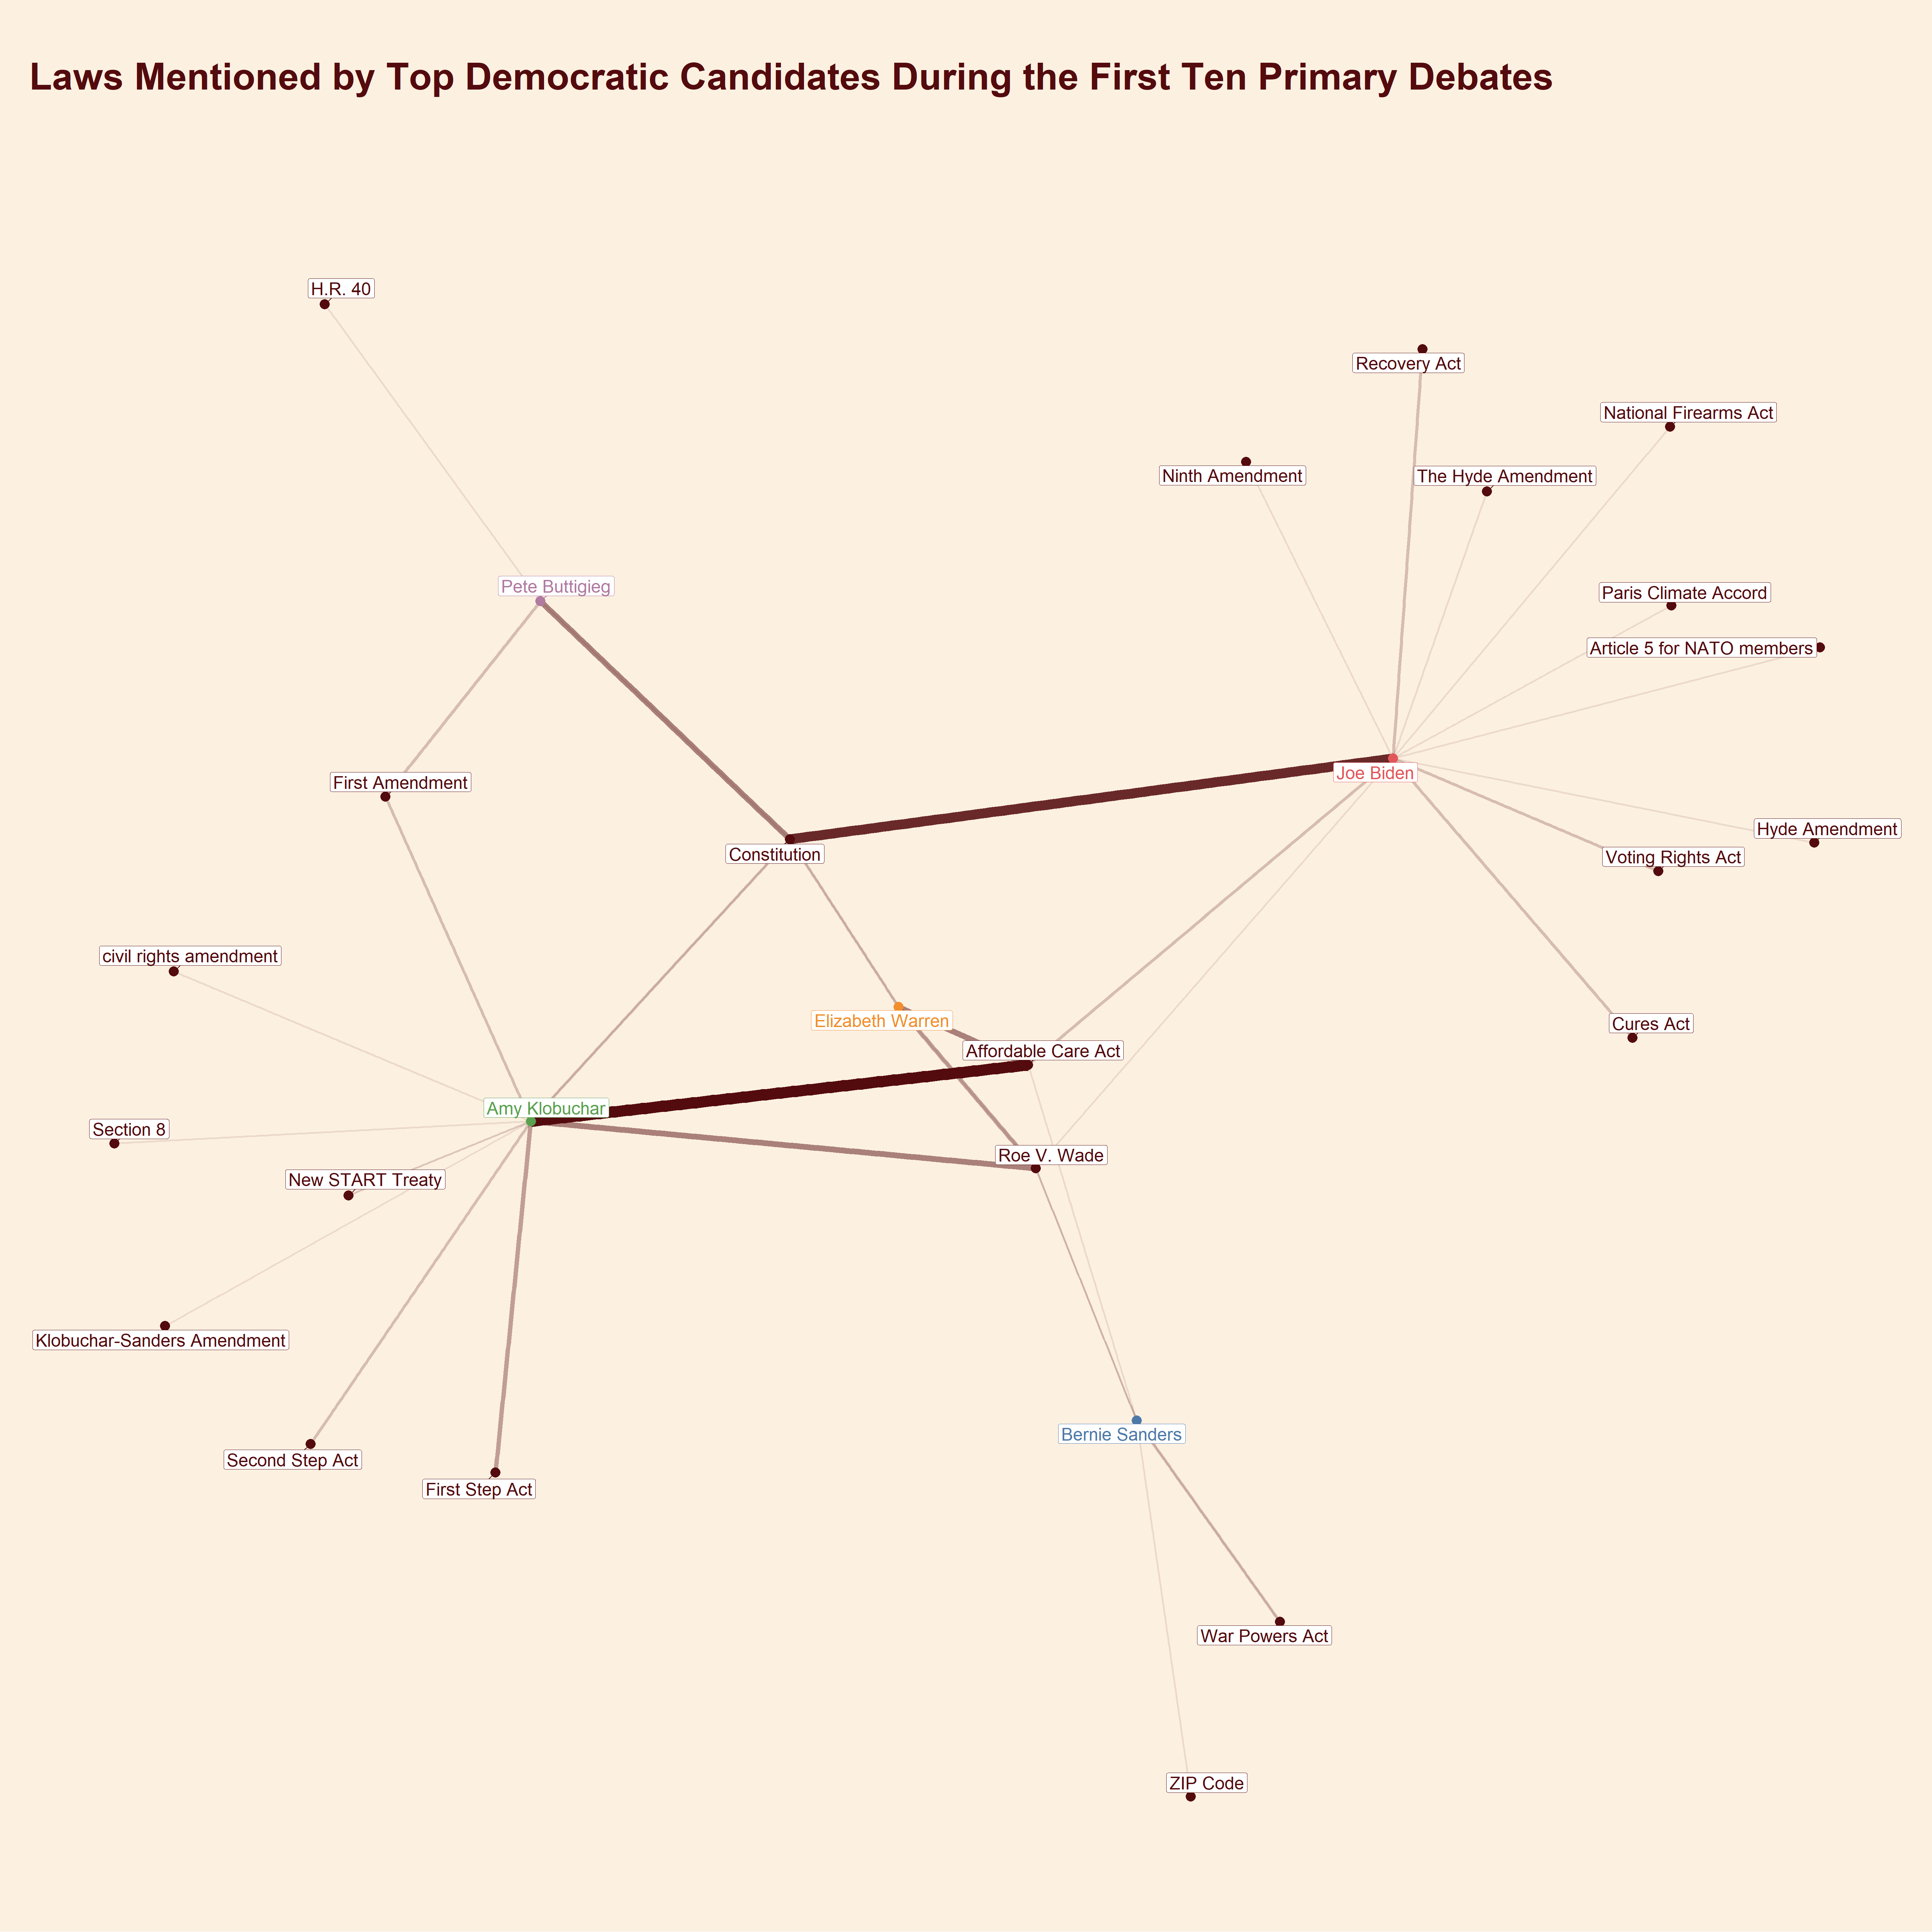 Laws Mentioned by Top Democratic Candidates During the First Ten Primary Debates
H.R. 40
Recovery Act
National Firearms Act
Ninth Amendment
The Hyde Amendment
Pete Buttigieg
Paris Climate Accord
Article 5 for NATO members
Joe Biden
First Amendment
Hyde Amendment
Constitution
Voting Rights Act
civil rights amendment
Elizabeth Warren
Cures Act
Affordable Care Act
Amy Klobuchar
Section 8
Roe V. Wade
New START Treaty
Klobuchar-Sanders Amendment
Bernie Sanders
Second Step Act
First Step Act
War Powers Act
ZIP Code